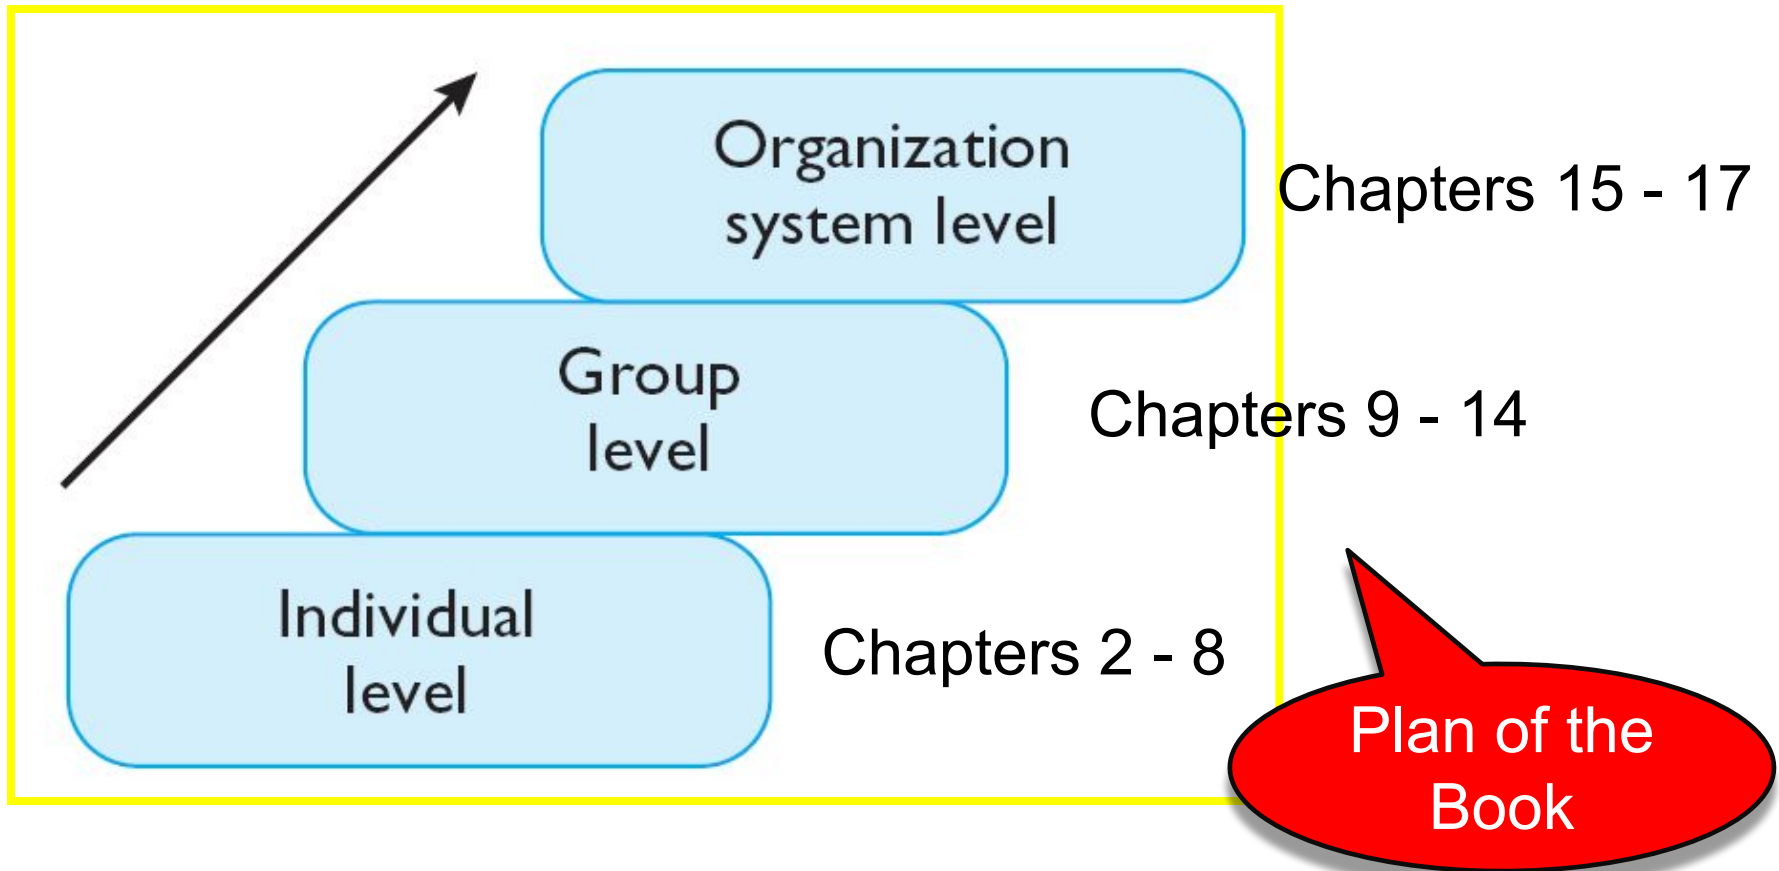 Organization
system level
Chapters 15 - 17
Group
level
Chapters 9 - 14
Individual
level
Chapters 2 - 8
Plan of the
Book